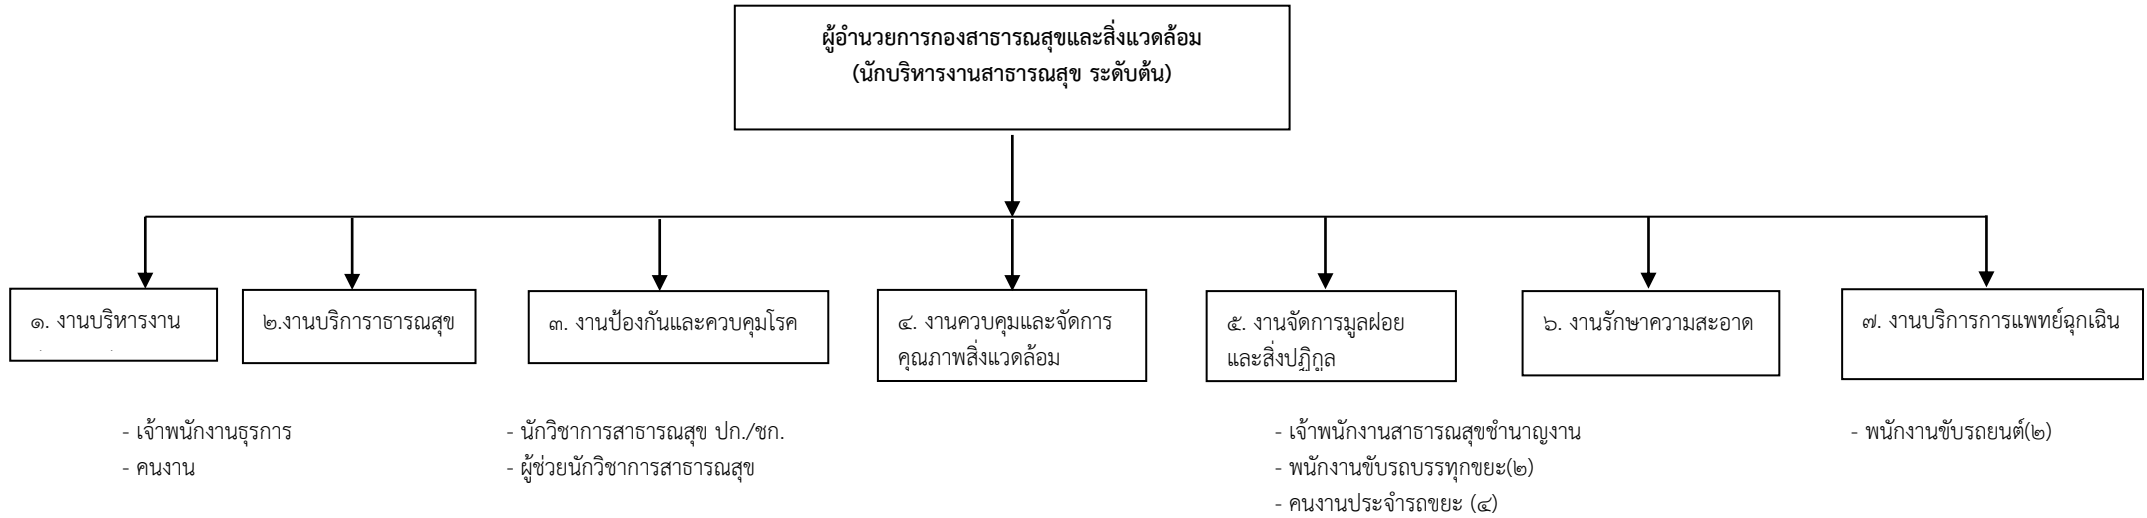 ผู้อำนวยการกองสาธารณสุขและสิ่งแวดล้อม
(นักบริหารงานสาธารณสุข ระดับต้น)
๑. งานบริหารงาน
๒.งานบริการาธารณสุข
๓. งานป้องกันและควบคุมโรค
๔. งานควบคุมและจัดการ
คุณภาพสิ่งแวดล้อม
๕. งานจัดการมูลฝอย
และสิ่งปฏิกูล
๖. งานรักษาความสะอาด
๗. งานบริการการแพทย์ฉุกเฉิน
- เจ้าพนักงานธุรการ
- คนงาน
- นักวิชาการสาธารณสุข ปก./ชก.
- ผู้ช่วยนักวิชาการสาธารณสุข
- เจ้าพนักงานสาธารณสุขชำนาญงาน
- พนักงานขับรถบรรทุกขยะ(๒)
- คนงานประจำรถขยะ (๔)
- พนักงานขับรถยนต์(๒)